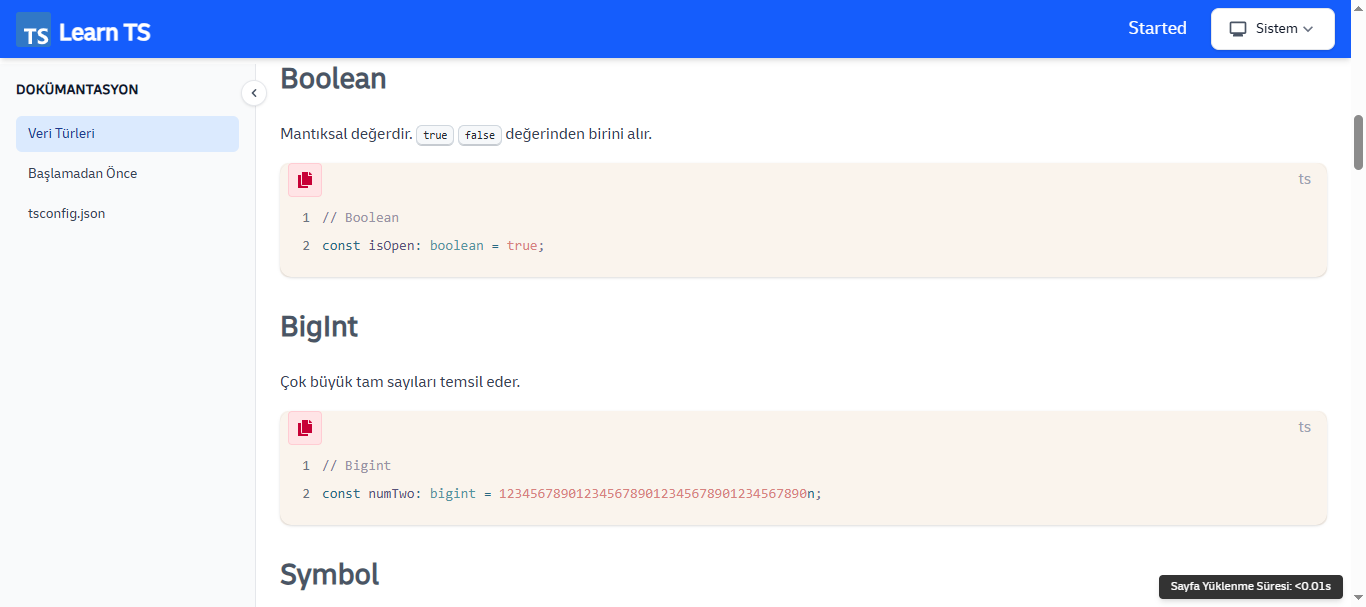 TS Learn TS
Started
Sistem
DOKÜMANTASYON
Veri Türleri
Başlamadan Önce
tsconfig.json
Boolean
Mantıksal değerdir. true false değerinden birini alır.
ts
1 // Boolean
2 const isOpen: boolean = true;
BigInt
Çok büyük tam sayıları temsil eder.
ts
1 // Bigint
2 const numTwo: bigint = 1234567890123456789012345678901234567890n;
Symbol
Sayfa Yüklenme Süresi: <0.01s